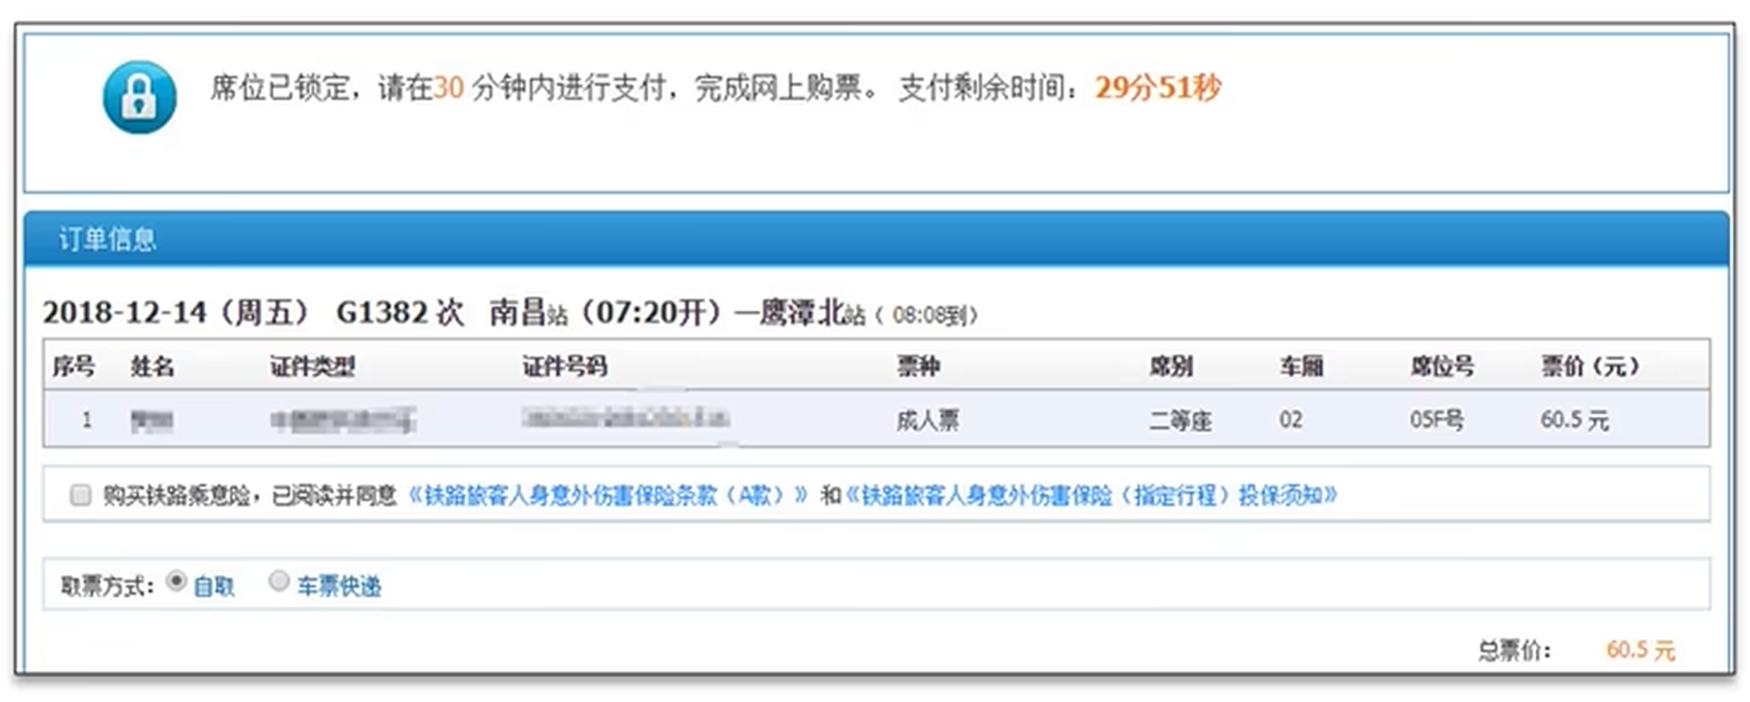 席位已锁定，请在30 分钟内进行支付，完成网上购票。 支付剩余时间：29分51秒
订单信息
2018-12-14（周五） G1382 次 南昌站（07:20开）—鹰潭北站（ 08:08到）
序号 姓名 证件类型 证件号码 票种 席别 车厢 席位号 票价（元）
1 成人票 二等座 02 05F号 60.5 元
购买铁路乘意险，已阅读并同意 《铁路旅客人身意外伤害保险条款（A款）》 和《铁路旅客人身意外伤害保险（指定行程）投保须知》
取票方式： 自取 车票快递
总票价： 60.5 元